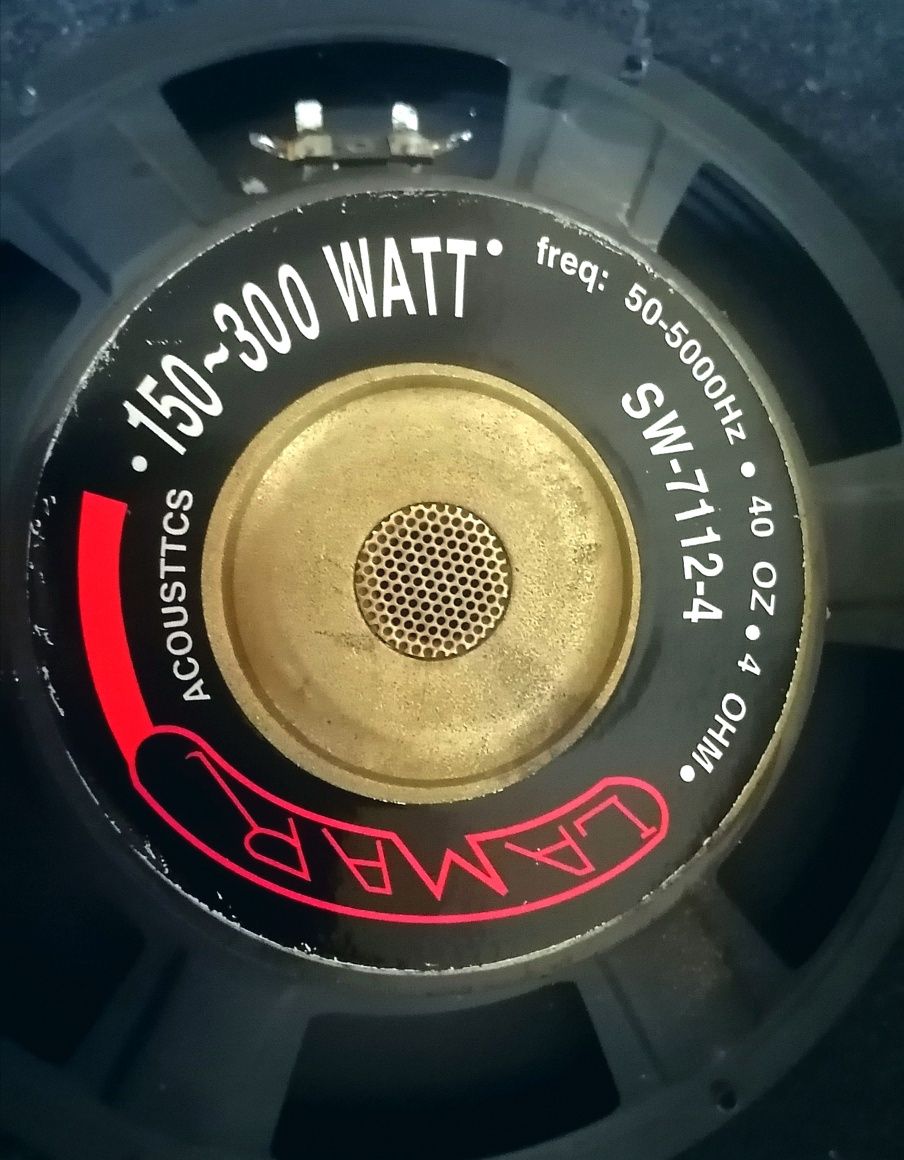 • 150~300 WATT •
freq: 50-5000Hz • 40 OZ • 4 OHM •
SW-7112-4
ACOUSTTCS
LAMAR